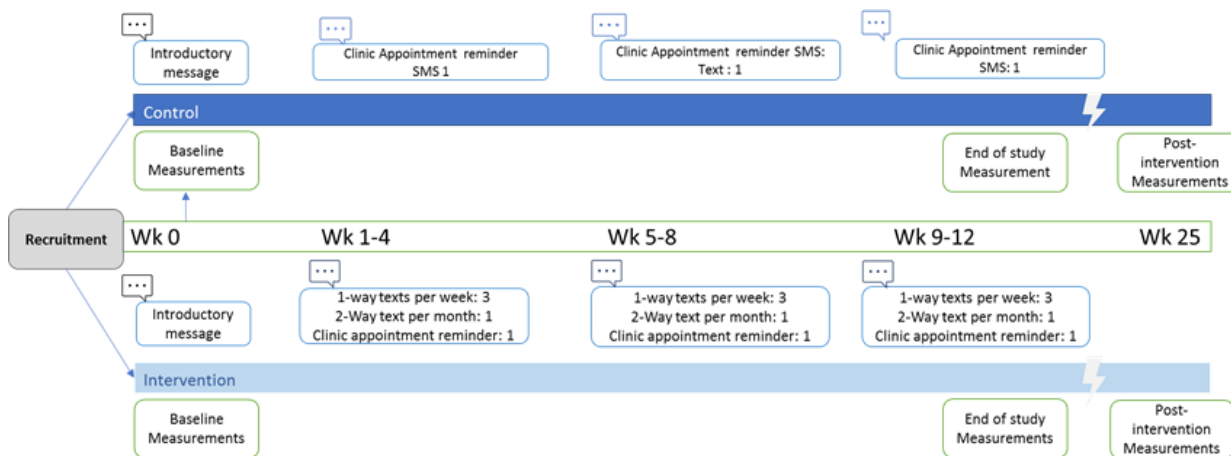 Introductory
message
Clinic Appointment reminder
SMS 1
Clinic Appointment reminder SMS:
Text : 1
Clinic Appointment reminder
SMS: 1
Control
Baseline
Measurements
End of study
Measurement
Post-
intervention
Measurements
Recruitment
Wk 0
Wk 1-4
Wk 5-8
Wk 9-12
Wk 25
Introductory
message
1-way texts per week: 3
2-Way text per month: 1
Clinic appointment reminder: 1
1-way texts per week: 3
2-Way text per month: 1
Clinic appointment reminder: 1
1-way texts per week: 3
2-Way text per month: 1
Clinic appointment reminder: 1
Intervention
Baseline
Measurements
End of study
Measurements
Post-
intervention
Measurements